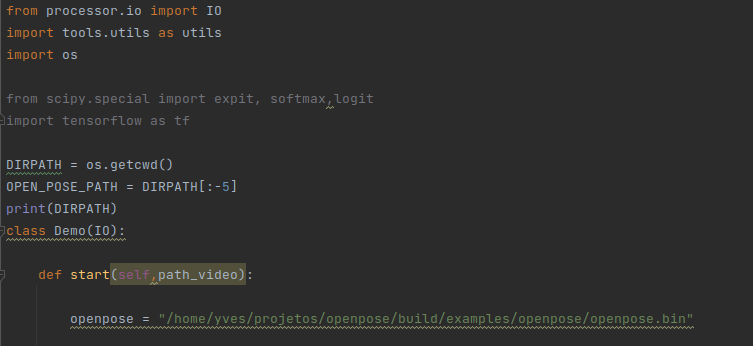 from processor.io import IO
import tools.utils as utils
import os
from scipy.special import expit, softmax,logit
import tensorflow as tf
DIRPATH = os.getcwd()
OPEN_POSE_PATH = DIRPATH[:-5]
print(DIRPATH)
class Demo(IO):
def start(self,path_video):
openpose = "/home/yves/projetos/openpose/build/examples/openpose/openpose.bin"